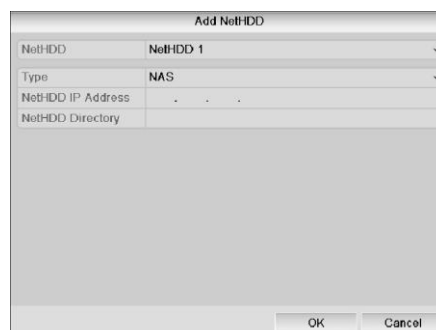 Add NetHDD
NetHDD NetHDD 1
Type NAS
NetHDD IP Address . . .
NetHDD Directory
OK Cancel